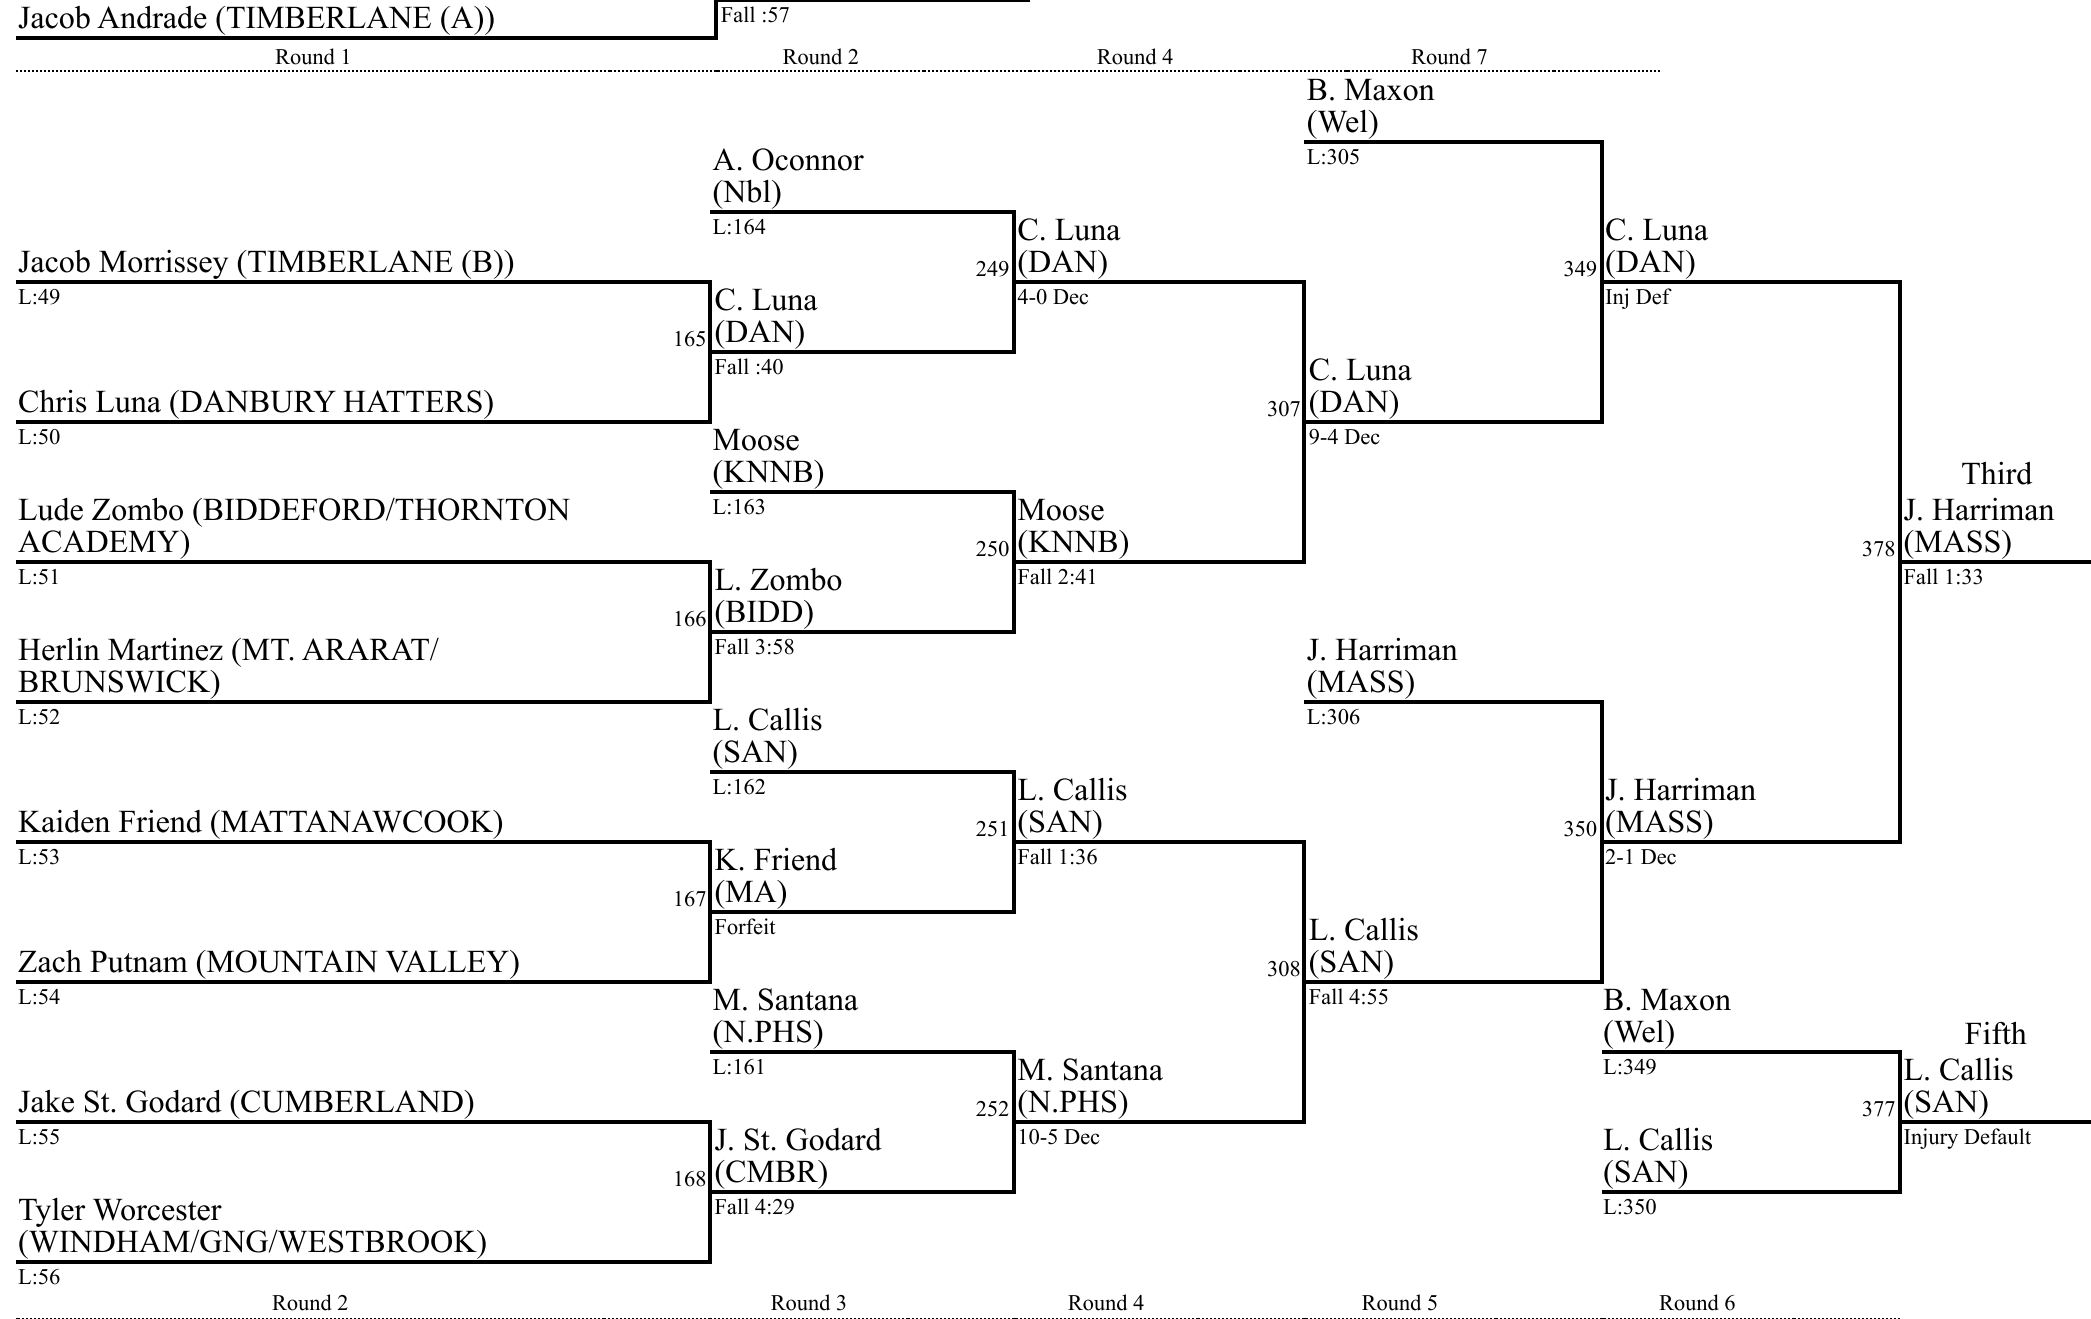 Jacob Andrade (TIMBERLANE (A))
Fall :57
Round 1
Round 2
Round 4
Round 7
B. Maxon
(Wel)
L:305
A. Oconnor
(Nbl)
L:164
C. Luna
(DAN)
249
4-0 Dec
C. Luna
(DAN)
349
Inj Def
Jacob Morrissey (TIMBERLANE (B))
L:49
C. Luna
(DAN)
165
Fall :40
Chris Luna (DANBURY HATTERS)
L:50
C. Luna
(DAN)
307
9-4 Dec
Moose
(KNNB)
L:163
Third
J. Harriman
(MASS)
378
Fall 1:33
Lude Zombo (BIDDEFORD/THORNTON
ACADEMY)
L:51
Moose
(KNNB)
250
Fall 2:41
L. Zombo
(BIDD)
166
Fall 3:58
Herlin Martinez (MT. ARARAT/
BRUNSWICK)
L:52
J. Harriman
(MASS)
L:306
L. Callis
(SAN)
L:162
L. Callis
(SAN)
251
Fall 1:36
J. Harriman
(MASS)
350
2-1 Dec
Kaiden Friend (MATTANAWCOOK)
L:53
K. Friend
(MA)
167
Forfeit
Zach Putnam (MOUNTAIN VALLEY)
L:54
L. Callis
(SAN)
308
Fall 4:55
M. Santana
(N.PHS)
L:161
B. Maxon
(Wel)
L:349
Fifth
L. Callis
(SAN)
377
Injury Default
Jake St. Godard (CUMBERLAND)
L:55
M. Santana
(N.PHS)
252
10-5 Dec
J. St. Godard
(CMBR)
168
Fall 4:29
L. Callis
(SAN)
L:350
Tyler Worcester
(WINDHAM/GNG/WESTBROOK)
L:56
Round 2
Round 3
Round 4
Round 5
Round 6